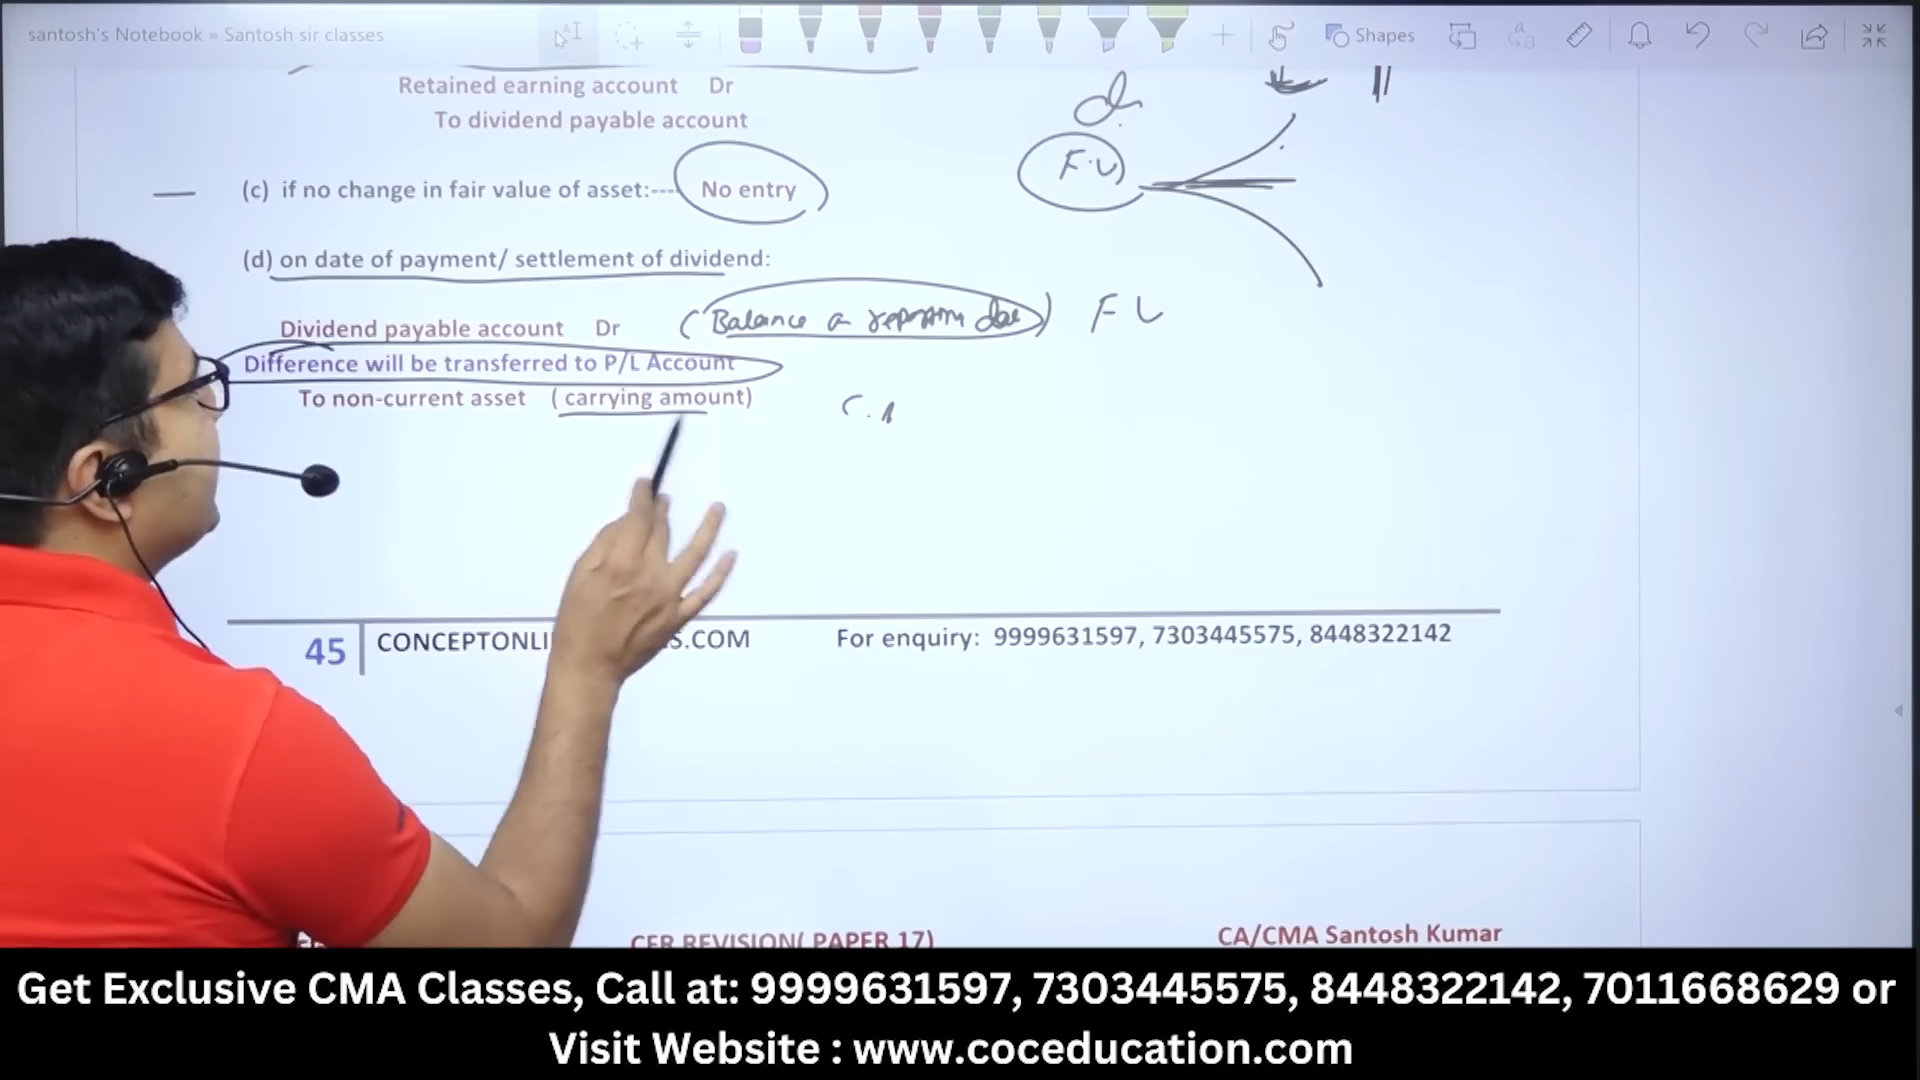 santosh's Notebook » Santosh sir classes
Shapes
Retained earning account Dr
To dividend payable account
d.
(c) if no change in fair value of asset:---- No entry
F.V
(d) on date of payment/ settlement of dividend:
Dividend payable account Dr (Balance
Difference will be transferred to P/L Account
To non-current asset ( carrying amount)
45 CONCEPTONLI S.COM For enquiry: 9999631597, 7303445575, 8448322142
CFR REVISION( PAPER 17) CA/CMA Santosh Kumar
Get Exclusive CMA Classes, Call at: 9999631597, 7303445575, 8448322142, 7011668629 or
Visit Website : www.coceducation.com